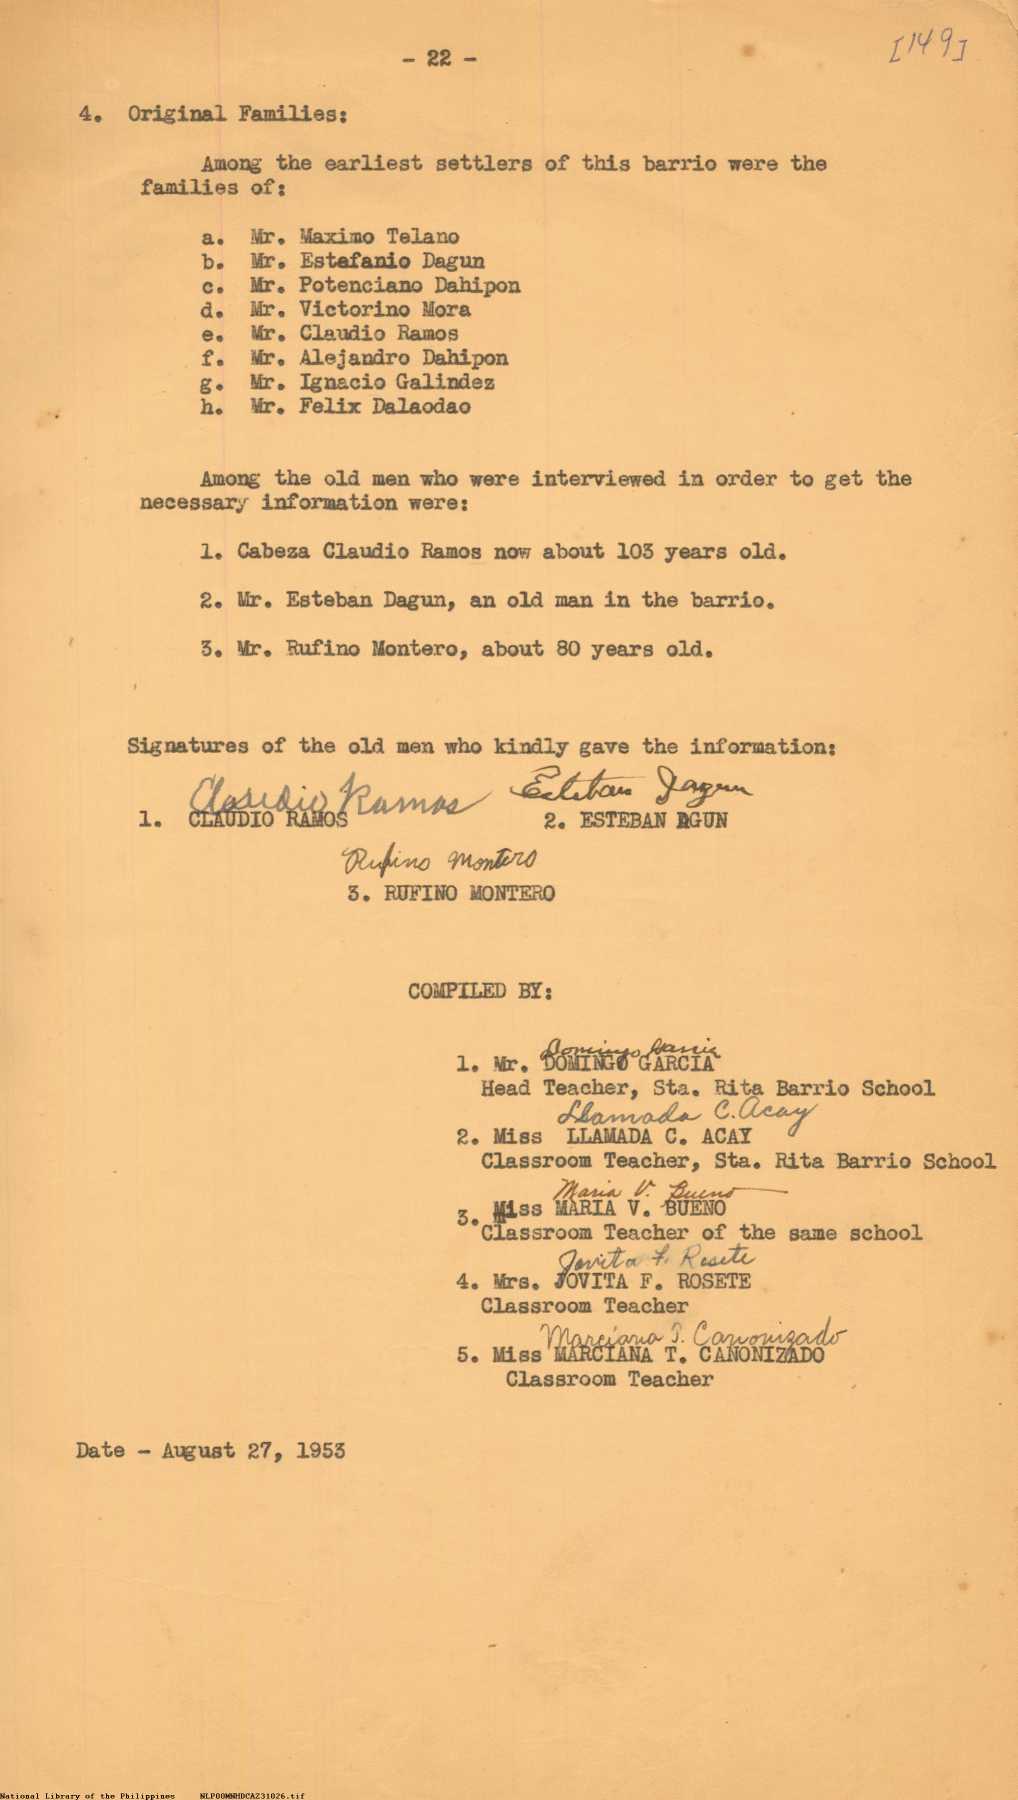 - 22 -
[149]
4. Original Families:
Among the earliest settlers of this barrio were the
families of:
a. Mr. Maximo Telano
b. Mr. Estefanio Dagun
c. Mr. Potenciano Dahipon
d. Mr. Victorino Mora
e. Mr. Claudio Ramos
f. Mr. Alejandro Dahipon
g. Mr. Ignacio Galindez
h. Mr. Felix Dalaodao
Among the old men who were interviewed in order to get the
necessary information were:
1. Cabeza Claudio Ramos now about 103 years old.
2. Mr. Esteban Dagun, an old man in the barrio.
3. Mr. Rufino Montero, about 80 years old.
Signatures of the old men who kindly gave the information:
Claudio Ramos Esteban Dagun
1. CLAUDIO RAMOS 2. ESTEBAN DGUN
Rufino Montero
3. RUFINO MONTERO
COMPILED BY:
Domingo Garcia
1. Mr. DOMINGO GARCIA
Head Teacher, Sta. Rita Barrio School
Llamada C. Acay
2. Miss LLAMADA C. ACAY
Classroom Teacher, Sta. Rita Barrio School
Maria V. Bueno
3. Miss MARIA V. BUENO
Classroom Teacher of the same school
Jovita F. Rosete
4. Mrs. JOVITA F. ROSETE
Classroom Teacher
Marciana T. Canonizado
5. Miss MARCIANA T. CANONIZADO
Classroom Teacher
Date - August 27, 1953
National Library of the Philippines NLP00MNHDCAZ31026.tif